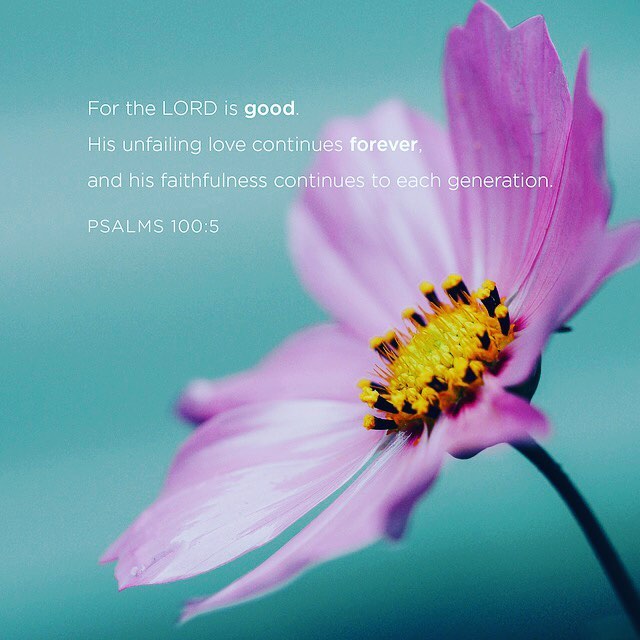 For the LORD is good.
His unfailing love continues forever,
and his faithfulness continues to each generation.
PSALMS 100:5